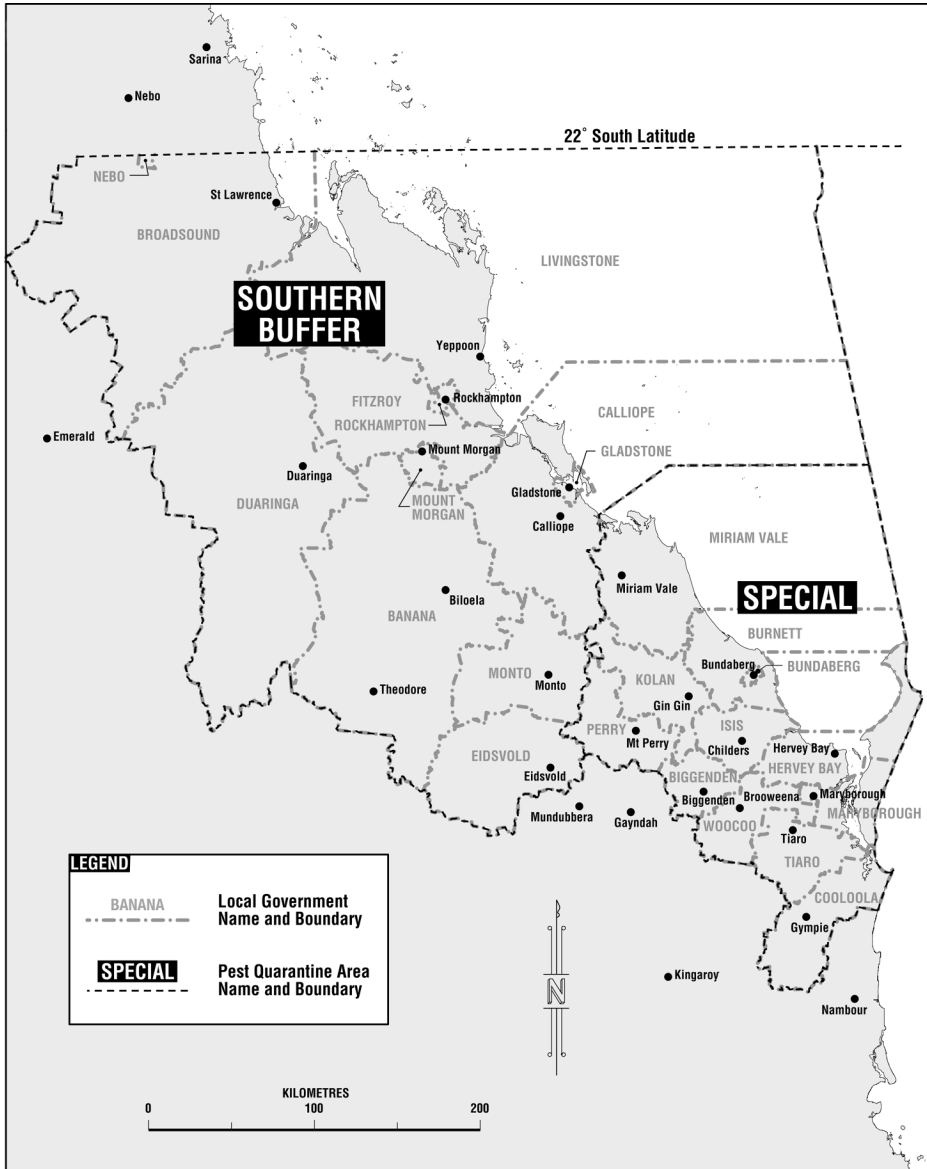 Sarina
Nebo
22° South Latitude
NEBO
St Lawrence
BROADSOUND
LIVINGSTONE
SOUTHERN
BUFFER
Yeppoon
FITZROY
Rockhampton
ROCKHAMPTON
CALLIOPE
Emerald
Mount Morgan
GLADSTONE
Duaringa
Gladstone
DUARINGA
MOUNT
MORGAN
Calliope
MIRIAM VALE
Miriam Vale
SPECIAL
Biloela
BANANA
BURNETT
Bundaberg
BUNDABERG
MONTO
KOLAN
Theodore
Monto
Gin Gin
PERRY
ISIS
Mt Perry
Childers
Hervey Bay
EIDSVOLD
HERVEY BAY
Eidsvold
BIGGENDEN
Biggenden
Brooweena
Maryborough
MARYBOROUGH
Mundubbera
Gayndah
WOOCOO
Tiaro
TIARO
LEGEND
BANANA
Local Government
Name and Boundary
COOLOOLA
Gympie
SPECIAL
Pest Quarantine Area
Name and Boundary
N
Kingaroy
Nambour
KILOMETRES
0
100
200